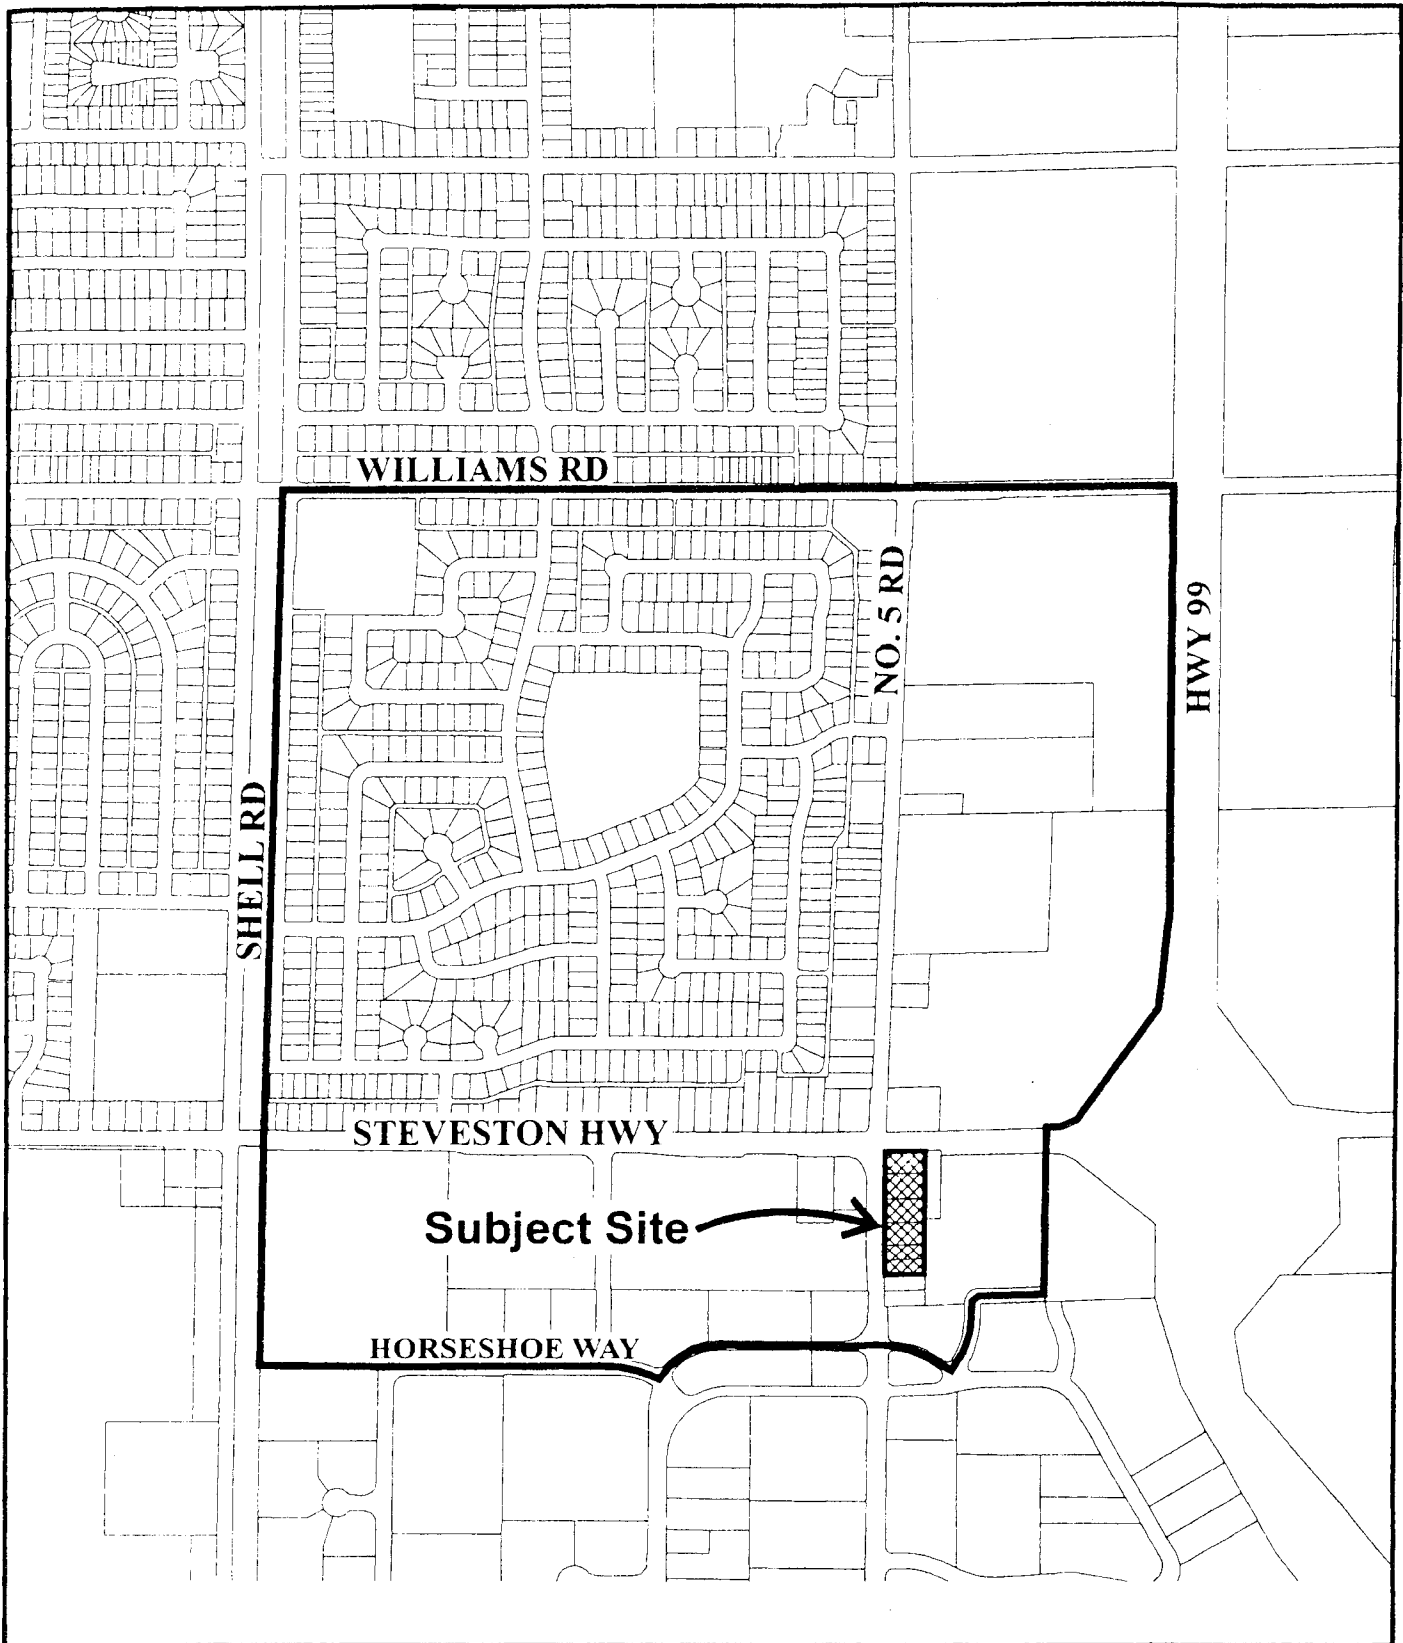 WILLIAMS RD
NO. 5 RD
HWY 99
SHELL RD
STEVESTON HWY
Subject Site
HORSESHOE WAY